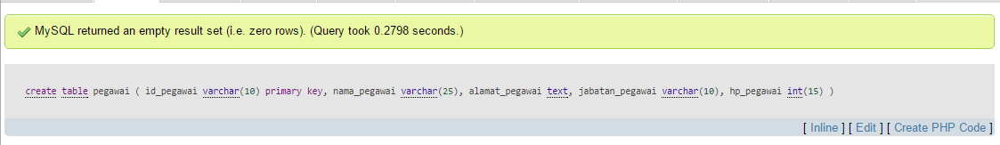 MySQL returned an empty result set (i.e. zero rows). (Query took 0.2798 seconds.)
create table pegawai ( id_pegawai varchar(10) primary key, nama_pegawai varchar(25), alamat_pegawai text, jabatan_pegawai varchar(10), hp_pegawai int(15) )
[ Inline ] [ Edit ] [ Create PHP Code ]